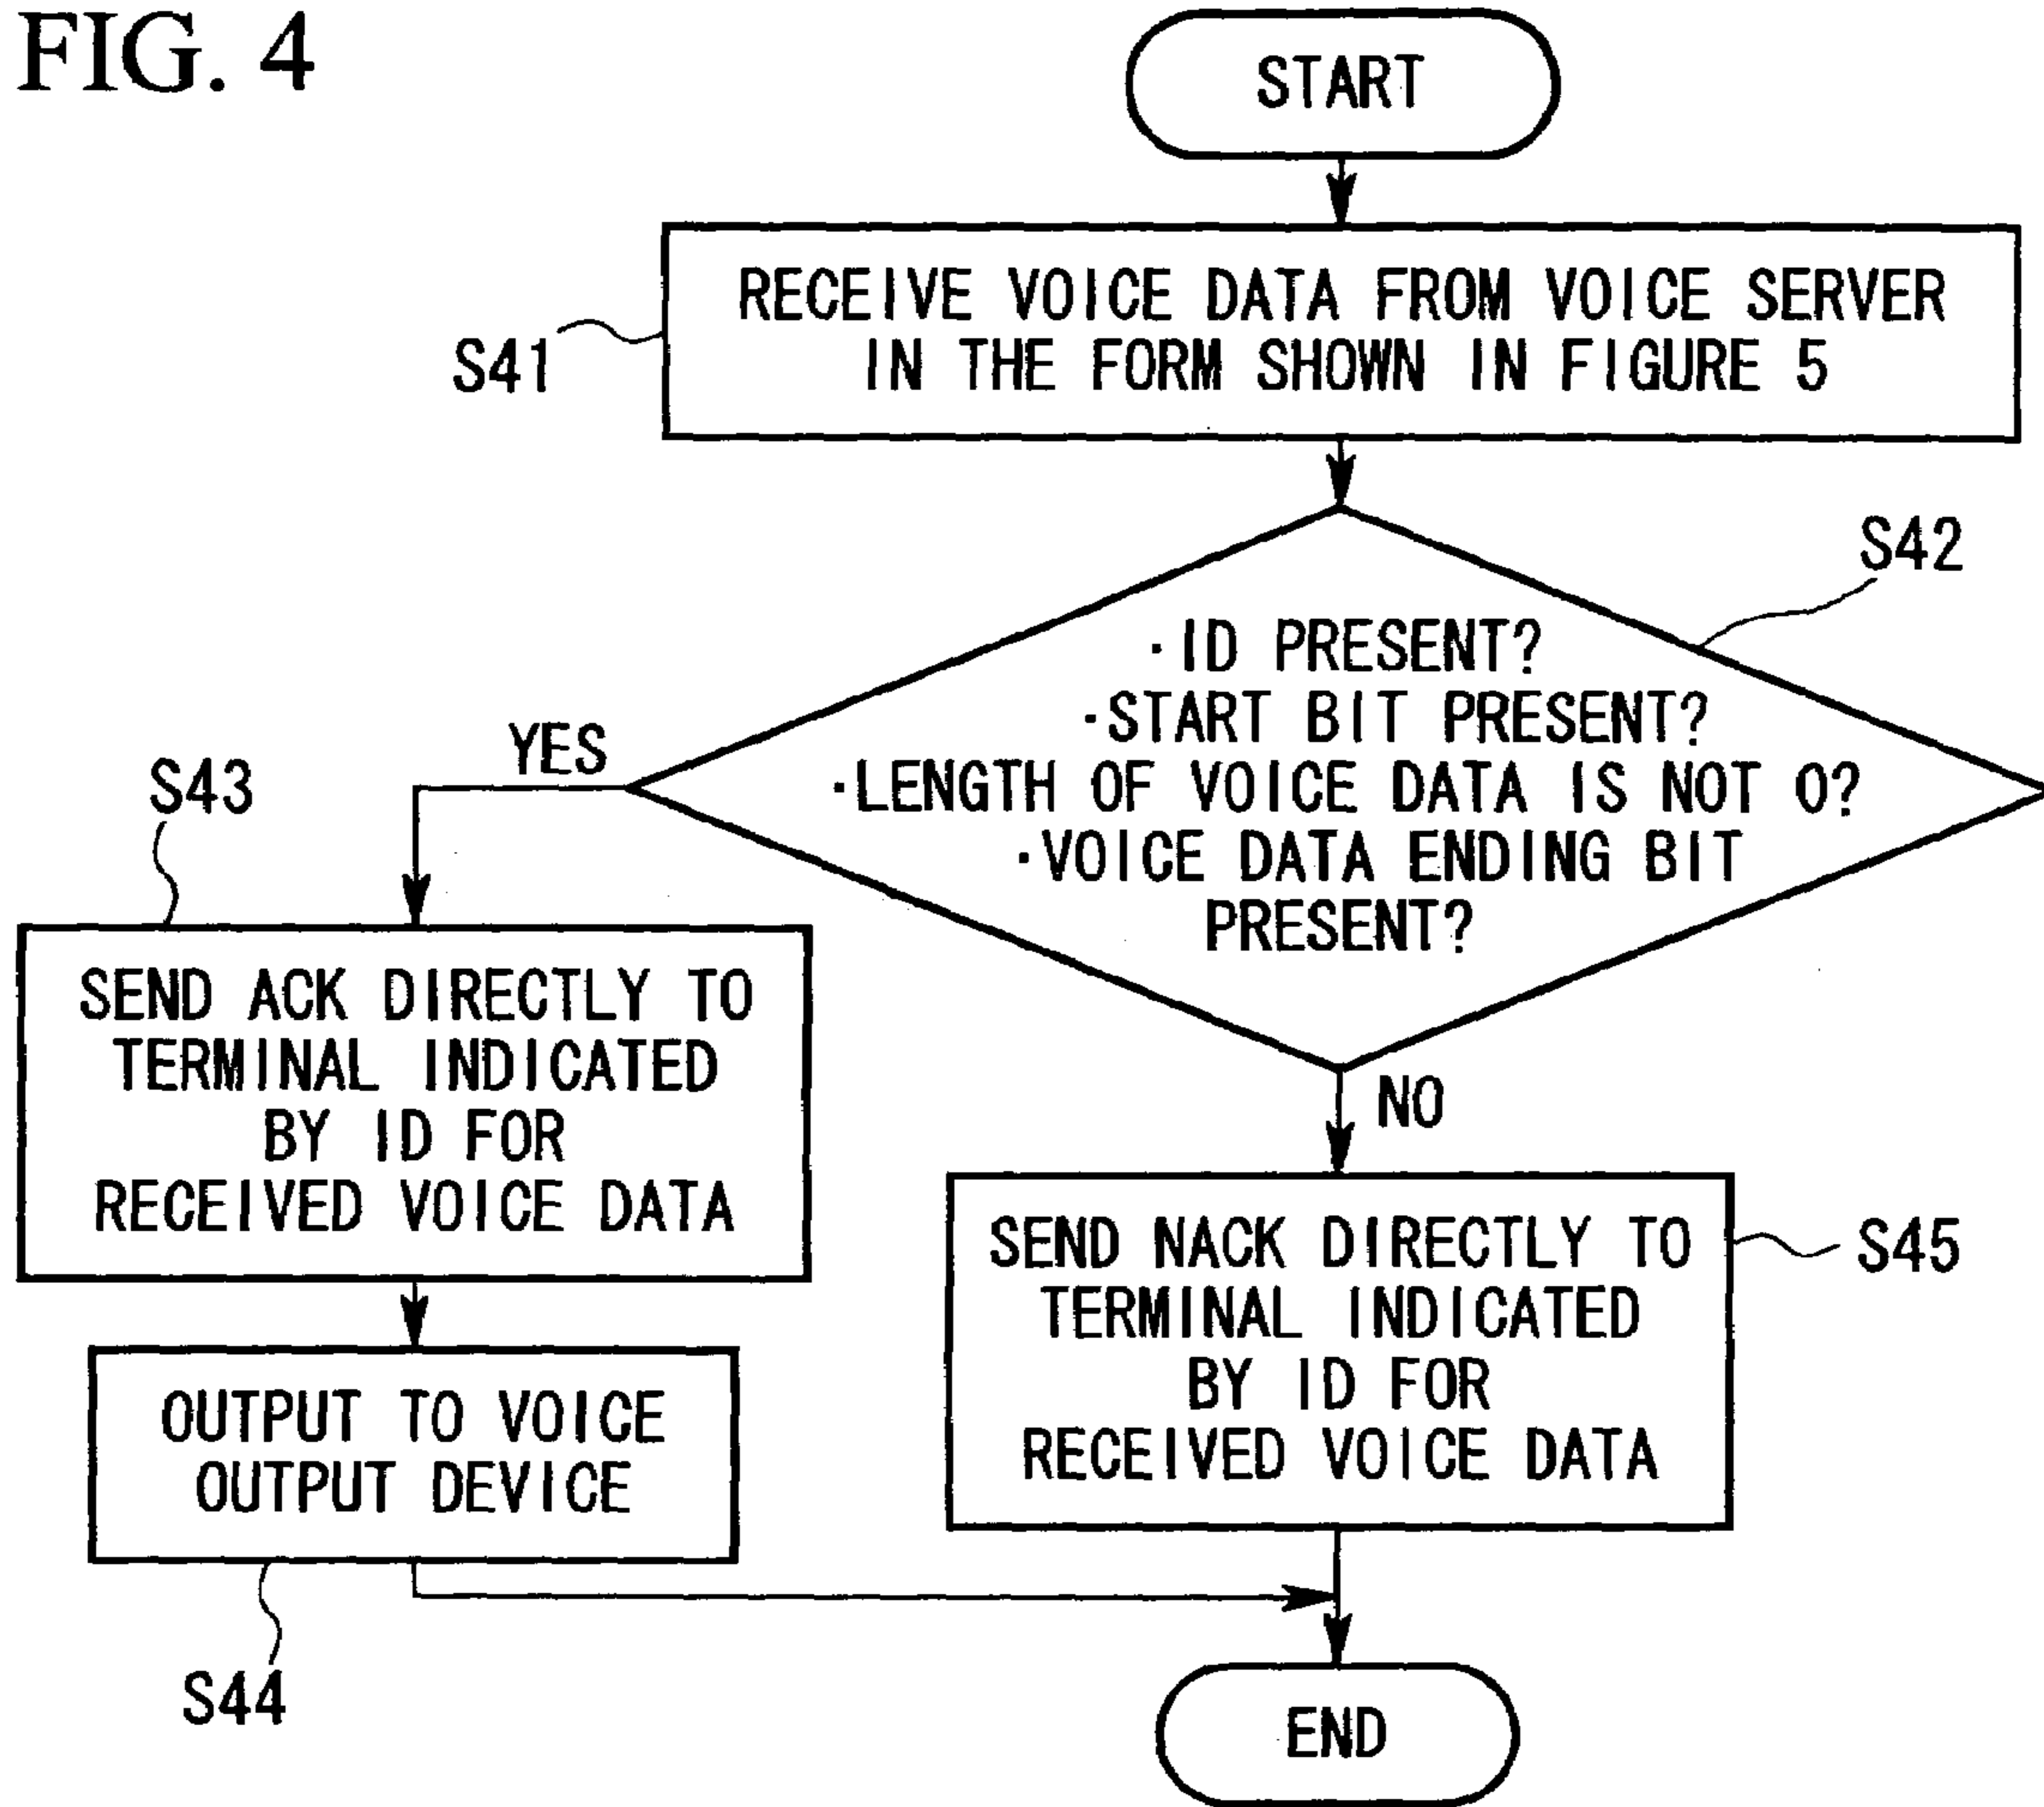 FIG. 4
START
RECEIVE VOICE DATA FROM VOICE SERVER
IN THE FORM SHOWN IN FIGURE 5
S41
S42
·ID PRESENT?
·START BIT PRESENT?
·LENGTH OF VOICE DATA IS NOT 0?
·VOICE DATA ENDING BIT
PRESENT?
YES
S43
SEND ACK DIRECTLY TO
TERMINAL INDICATED
BY ID FOR
RECEIVED VOICE DATA
NO
SEND NACK DIRECTLY TO
TERMINAL INDICATED
BY ID FOR
RECEIVED VOICE DATA
S45
OUTPUT TO VOICE
OUTPUT DEVICE
S44
END